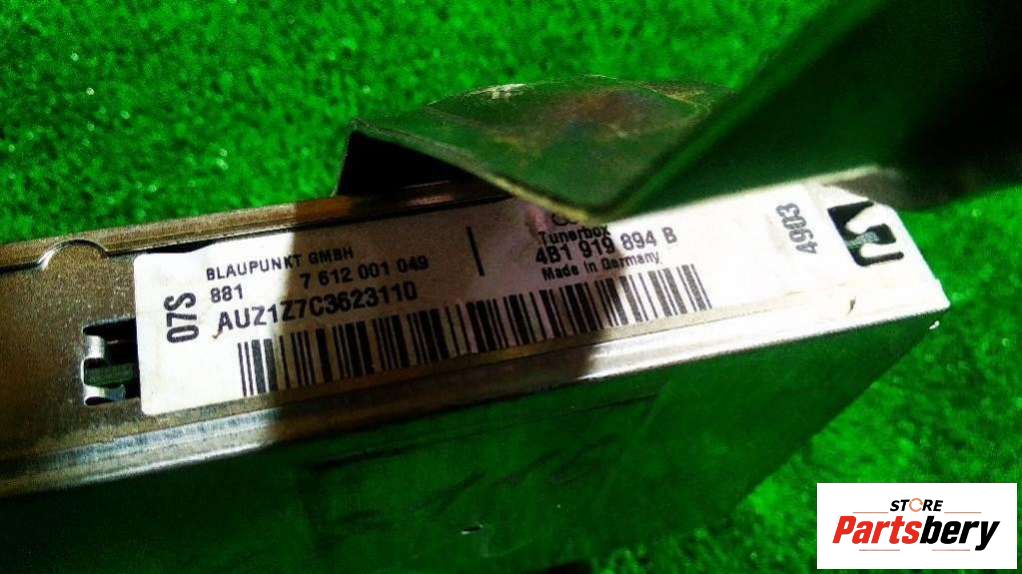 07S
BLAUPUNKT GMBH
881 7 612 001 049
AUZ1Z7C3623110
Tunerbox
4B1 919 894 B
Made in Germany
4903
STORE
Partsbery